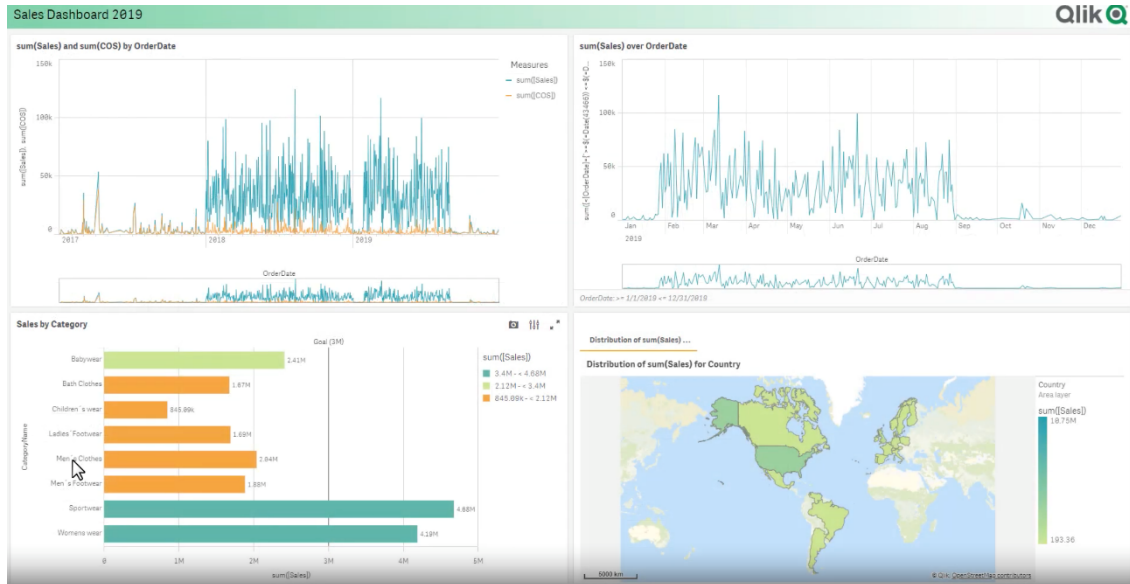 Sales Dashboard 2019
Qlik
sum(Sales) and sum(COS) by OrderDate
150k
100k
50k
0
sum([Sales]), sum([COS])
2017
2018
2019
OrderDate
Measures
sum([Sales])
sum([COS])
sum(Sales) over OrderDate
150k
100k
50k
0
Jan
Feb
Mar
Apr
May
Jun
Jul
Aug
Sep
Oct
Nov
Dec
2019
OrderDate
OrderDate: >= 1/1/2019 <= 12/31/2019
Sales by Category
Goal (3M)
CategoryName
Babywear
2.41M
Bath Clothes
1.67M
Children´s wear
845.89k
Ladies´Footwear
1.69M
Men´s Clothes
2.04M
Men´s Footwear
1.88M
Sportwear
4.68M
Womens wear
4.19M
0
1M
2M
3M
4M
5M
sum([Sales])
sum([Sales])
3.4M - < 4.68M
2.12M - < 3.4M
845.89k - < 2.12M
Distribution of sum(Sales) ...
Distribution of sum(Sales) for Country
Country
Area layer
sum([Sales])
10.75M
193.36
5000 km
© Qlik OpenStreetMap contributors